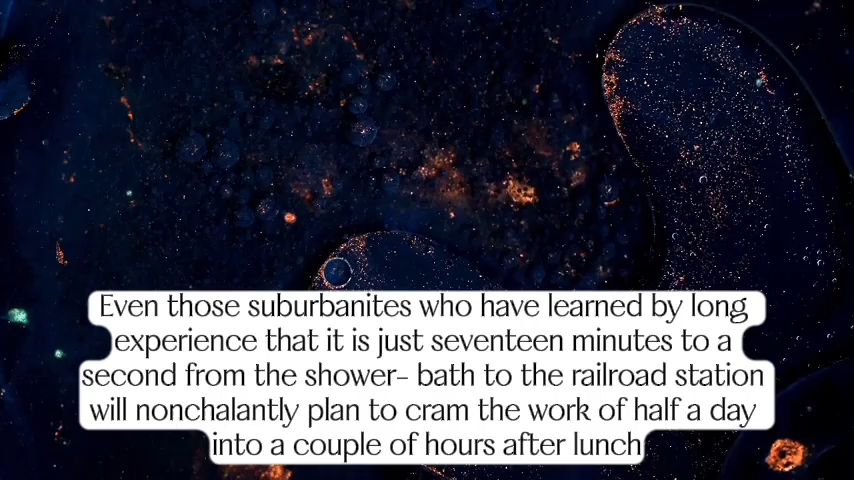 Even those suburbanites who have learned by long
experience that it is just seventeen minutes to a
second from the shower- bath to the railroad station
will nonchalantly plan to cram the work of half a day
into a couple of hours after lunch